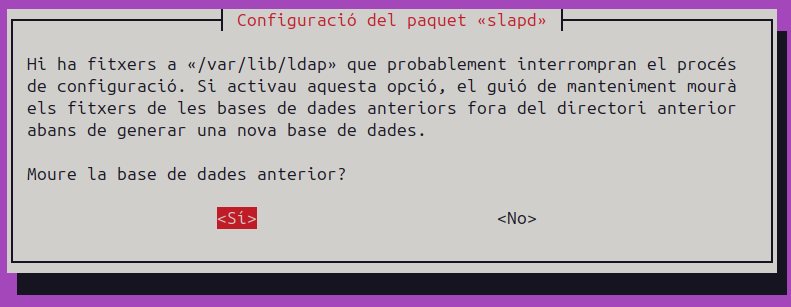 Configuració del paquet «slapd»
Hi ha fitxers a «/var/lib/ldap» que probablement interrompran el procés
de configuració. Si activau aquesta opció, el guió de manteniment mourà
els fitxers de les bases de dades anteriors fora del directori anterior
abans de generar una nova base de dades.
Moure la base de dades anterior?
<Sí> <No>